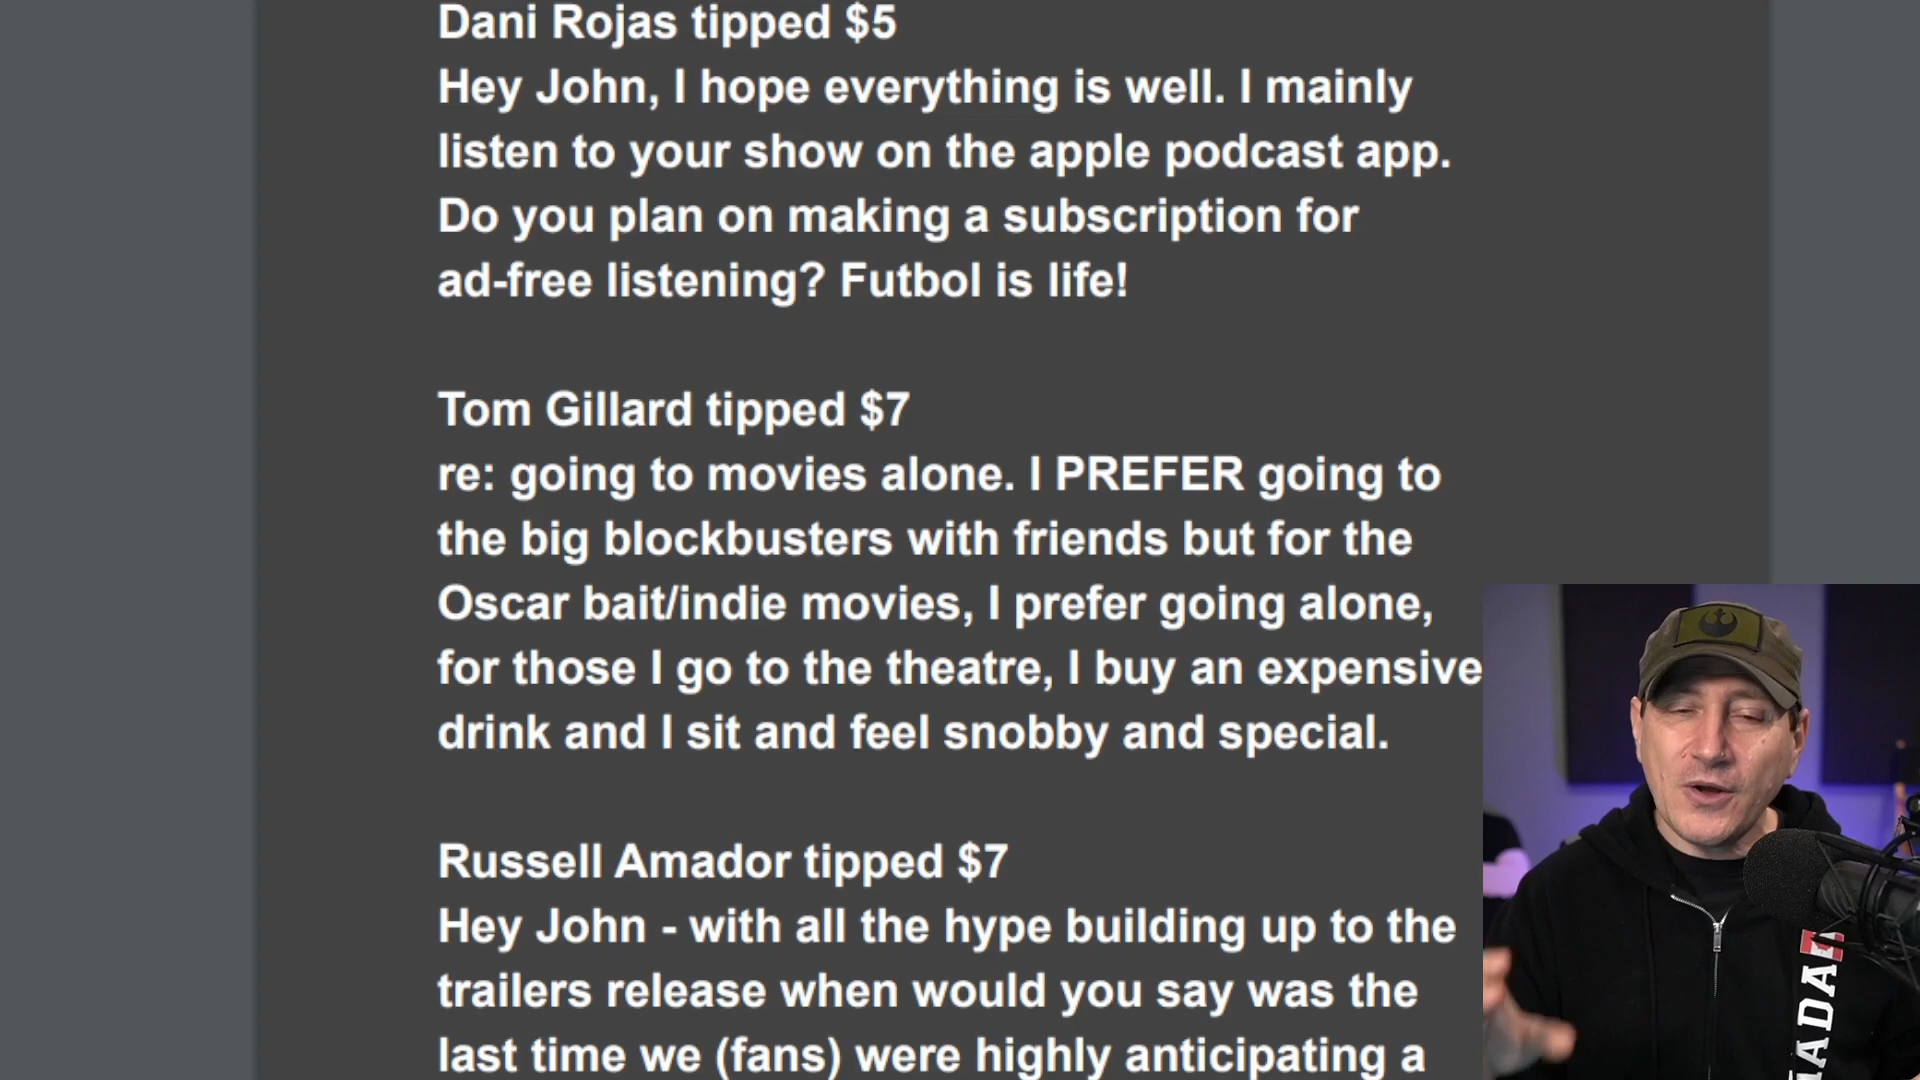 Dani Rojas tipped $5
Hey John, I hope everything is well. I mainly
listen to your show on the apple podcast app.
Do you plan on making a subscription for
ad-free listening? Futbol is life!
Tom Gillard tipped $7
re: going to movies alone. I PREFER going to
the big blockbusters with friends but for the
Oscar bait/indie movies, I prefer going alone,
for those I go to the theatre, I buy an expensive
drink and I sit and feel snobby and special.
Russell Amador tipped $7
Hey John - with all the hype building up to the
trailers release when would you say was the
last time we (fans) were highly anticipating a